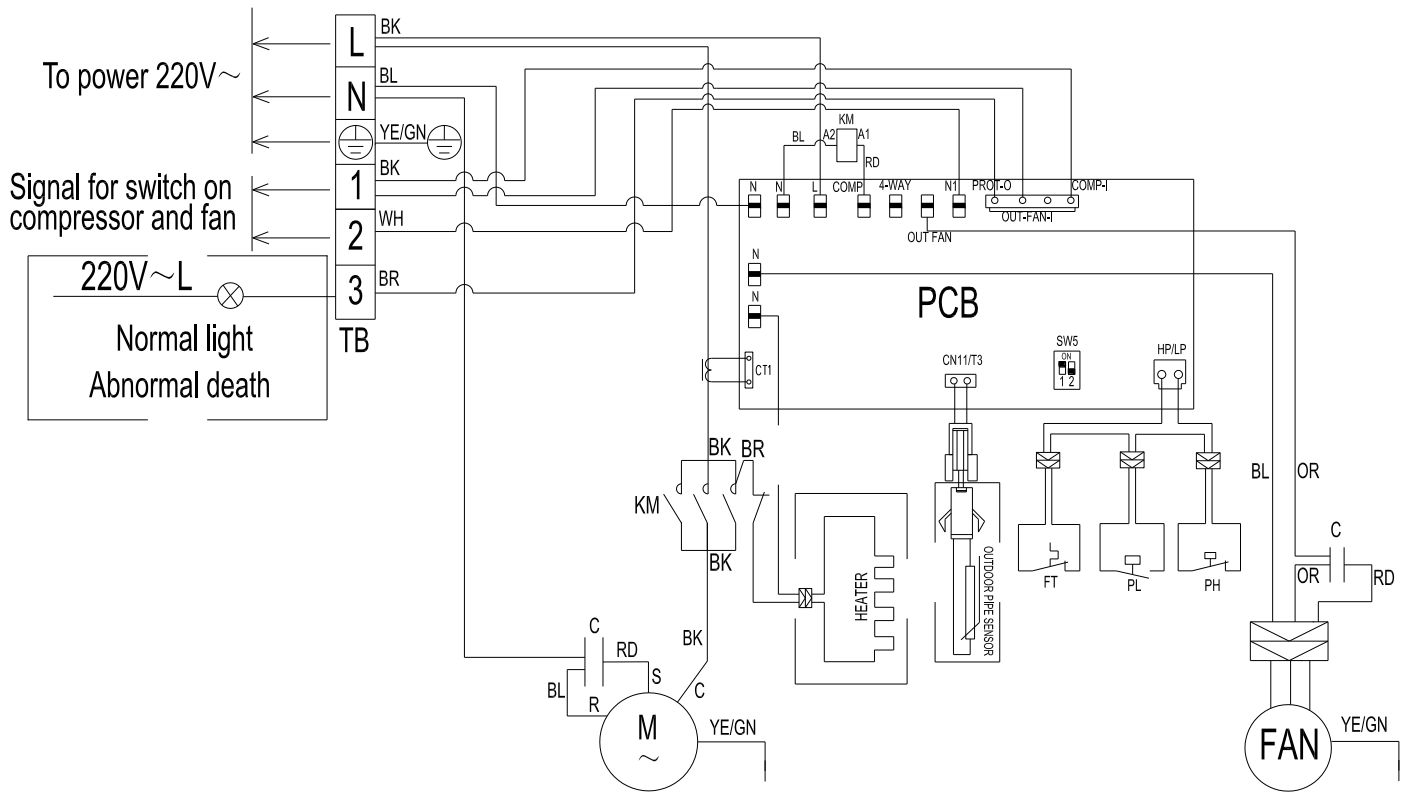 To power 220V~
Signal for switch on
compressor and fan
220V~L
Normal light
Abnormal death
L
N
1
2
3
TB
BK
BL
YE/GN
BK
WH
BR
KM
BL
A2
A1
RD
N
N
L
COMP
4-WAY
N1
PROT-O
COMP-I
OUT-FAN-I
OUT FAN
N
N
PCB
CT1
CN11/T3
SW5
ON
1 2
HP/LP
BK
BR
KM
BK
HEATER
OUTDOOR PIPE SENSOR
FT
PL
PH
BL
OR
C
OR
RD
C
RD
BL
S
R
BK
C
M
~
YE/GN
FAN
YE/GN